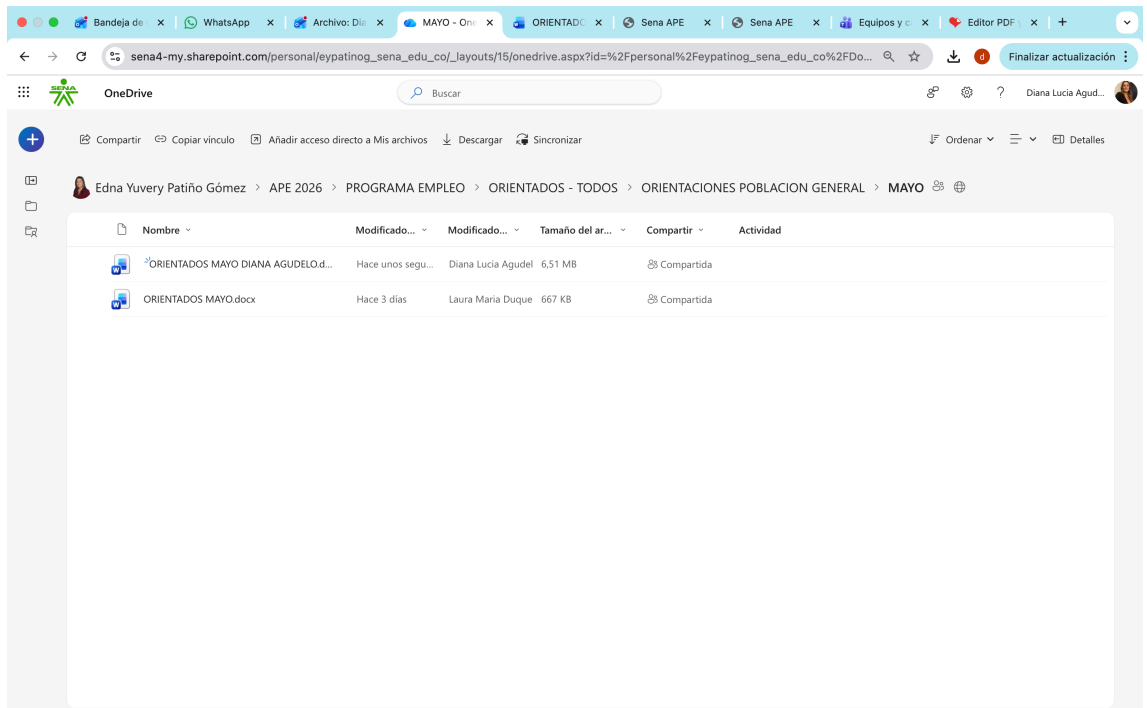 Bandeja de
WhatsApp
Archivo: Dia
MAYO - One
ORIENTADO
Sena APE
Sena APE
Equipos y c
Editor PDF
sena4-my.sharepoint.com/personal/eypatinog_sena_edu_co/_layouts/15/onedrive.aspx?id=%2Fpersonal%2Feypatinog_sena_edu_co%2FDo...
d
Finalizar actualización
SENA
OneDrive
Buscar
?
Diana Lucia Agud...
Compartir
Copiar vínculo
Añadir acceso directo a Mis archivos
Descargar
Sincronizar
Ordenar
Detalles
Edna Yuvery Patiño Gómez > APE 2026 > PROGRAMA EMPLEO > ORIENTADOS - TODOS > ORIENTACIONES POBLACION GENERAL > MAYO
Nombre Modificado... Modificado... Tamaño del ar... Compartir Actividad
ORIENTADOS MAYO DIANA AGUDELO.d... Hace unos segu... Diana Lucia Agudel 6,51 MB Compartida
ORIENTADOS MAYO.docx Hace 3 días Laura Maria Duque 667 KB Compartida